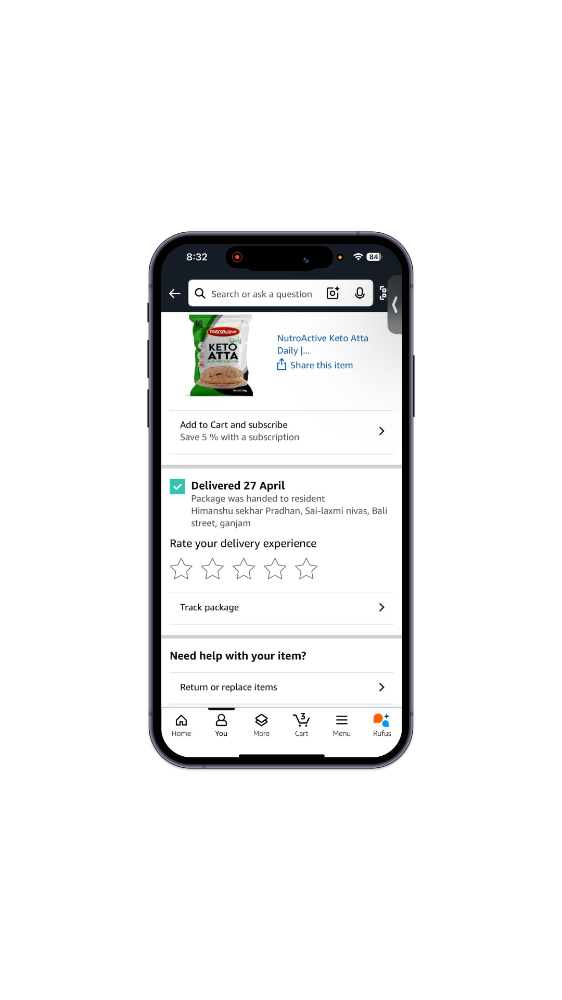 8:32
84
Search or ask a question
6G
NutroActive
Daily
KETO
ATTA
NUTS FREE LOW CARB
Net Wt. 1kg
NutroActive Keto Atta
Daily |...
Share this item
Add to Cart and subscribe
Save 5 % with a subscription
Delivered 27 April
Package was handed to resident
Himanshu sekhar Pradhan, Sai-laxmi nivas, Bali
street, ganjam
Rate your delivery experience
Track package
Need help with your item?
Return or replace items
3
Home
You
More
Cart
Menu
Rufus